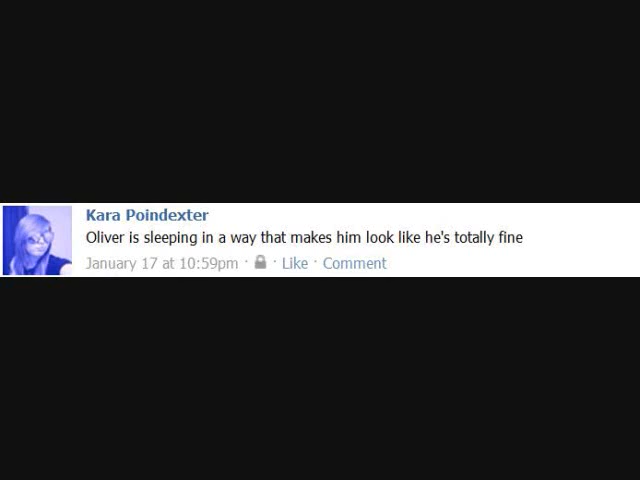 Kara Poindexter
Oliver is sleeping in a way that makes him look like he's totally fine
January 17 at 10:59pm · Like · Comment